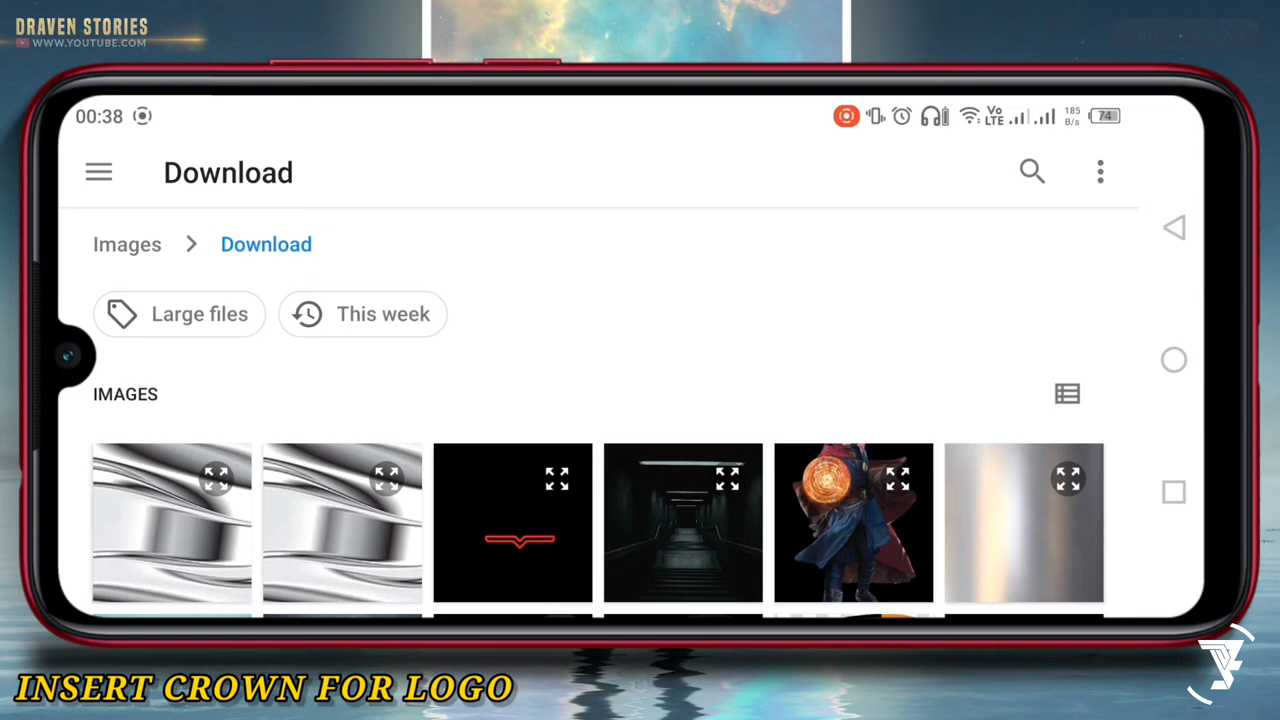 DRAVEN STORIES
WWW.YOUTUBE.COM
00:38
Vo
LTE
185
B/s
74
Download
Images > Download
Large files
This week
IMAGES
INSERT CROWN FOR LOGO